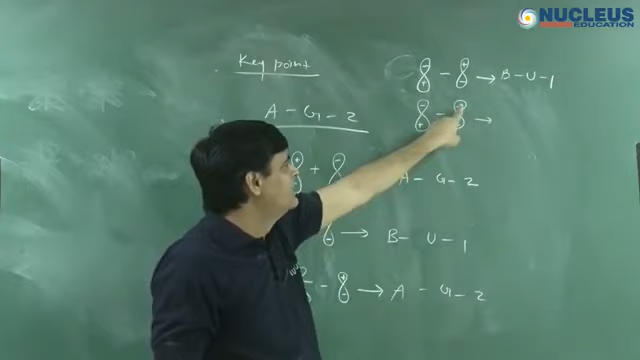 NUCLEUS
EDUCATION
Key point
A - G - 2
- → B - U - 1
- →
+
A - G - 2
→ B - U - 1
- → A - G - 2